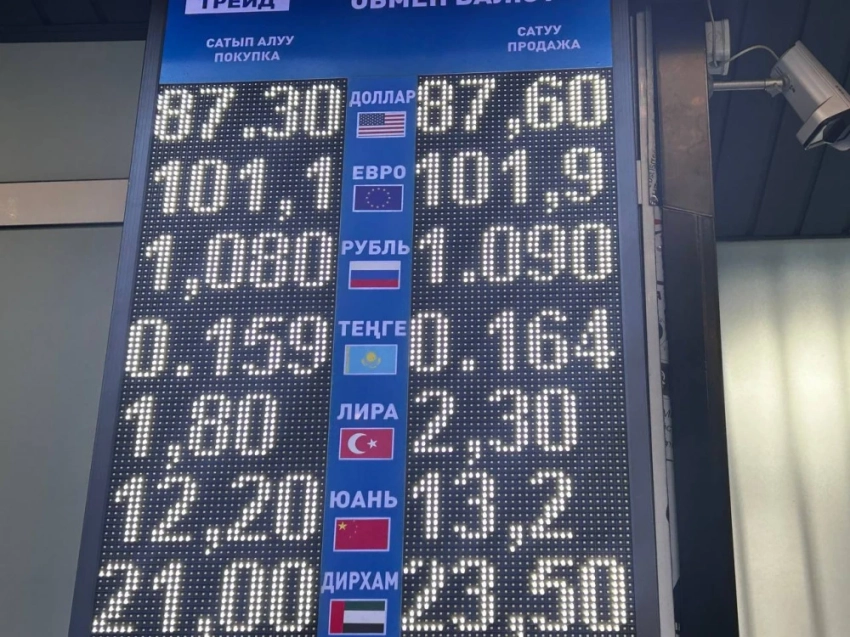 ТРЕЙД
ОБМЕН ВАЛЮТ
САТЫП АЛУУ
ПОКУПКА
САТУУ
ПРОДАЖА
87.30 ДОЛЛАР 87,60
101,1 ЕВРО 101,9
1,080 РУБЛЬ 1.090
0.159 ТЕҢГЕ 0.164
1,80 ЛИРА 2,30
12,20 ЮАНЬ 13,2
21,00 ДИРХАМ 23,50